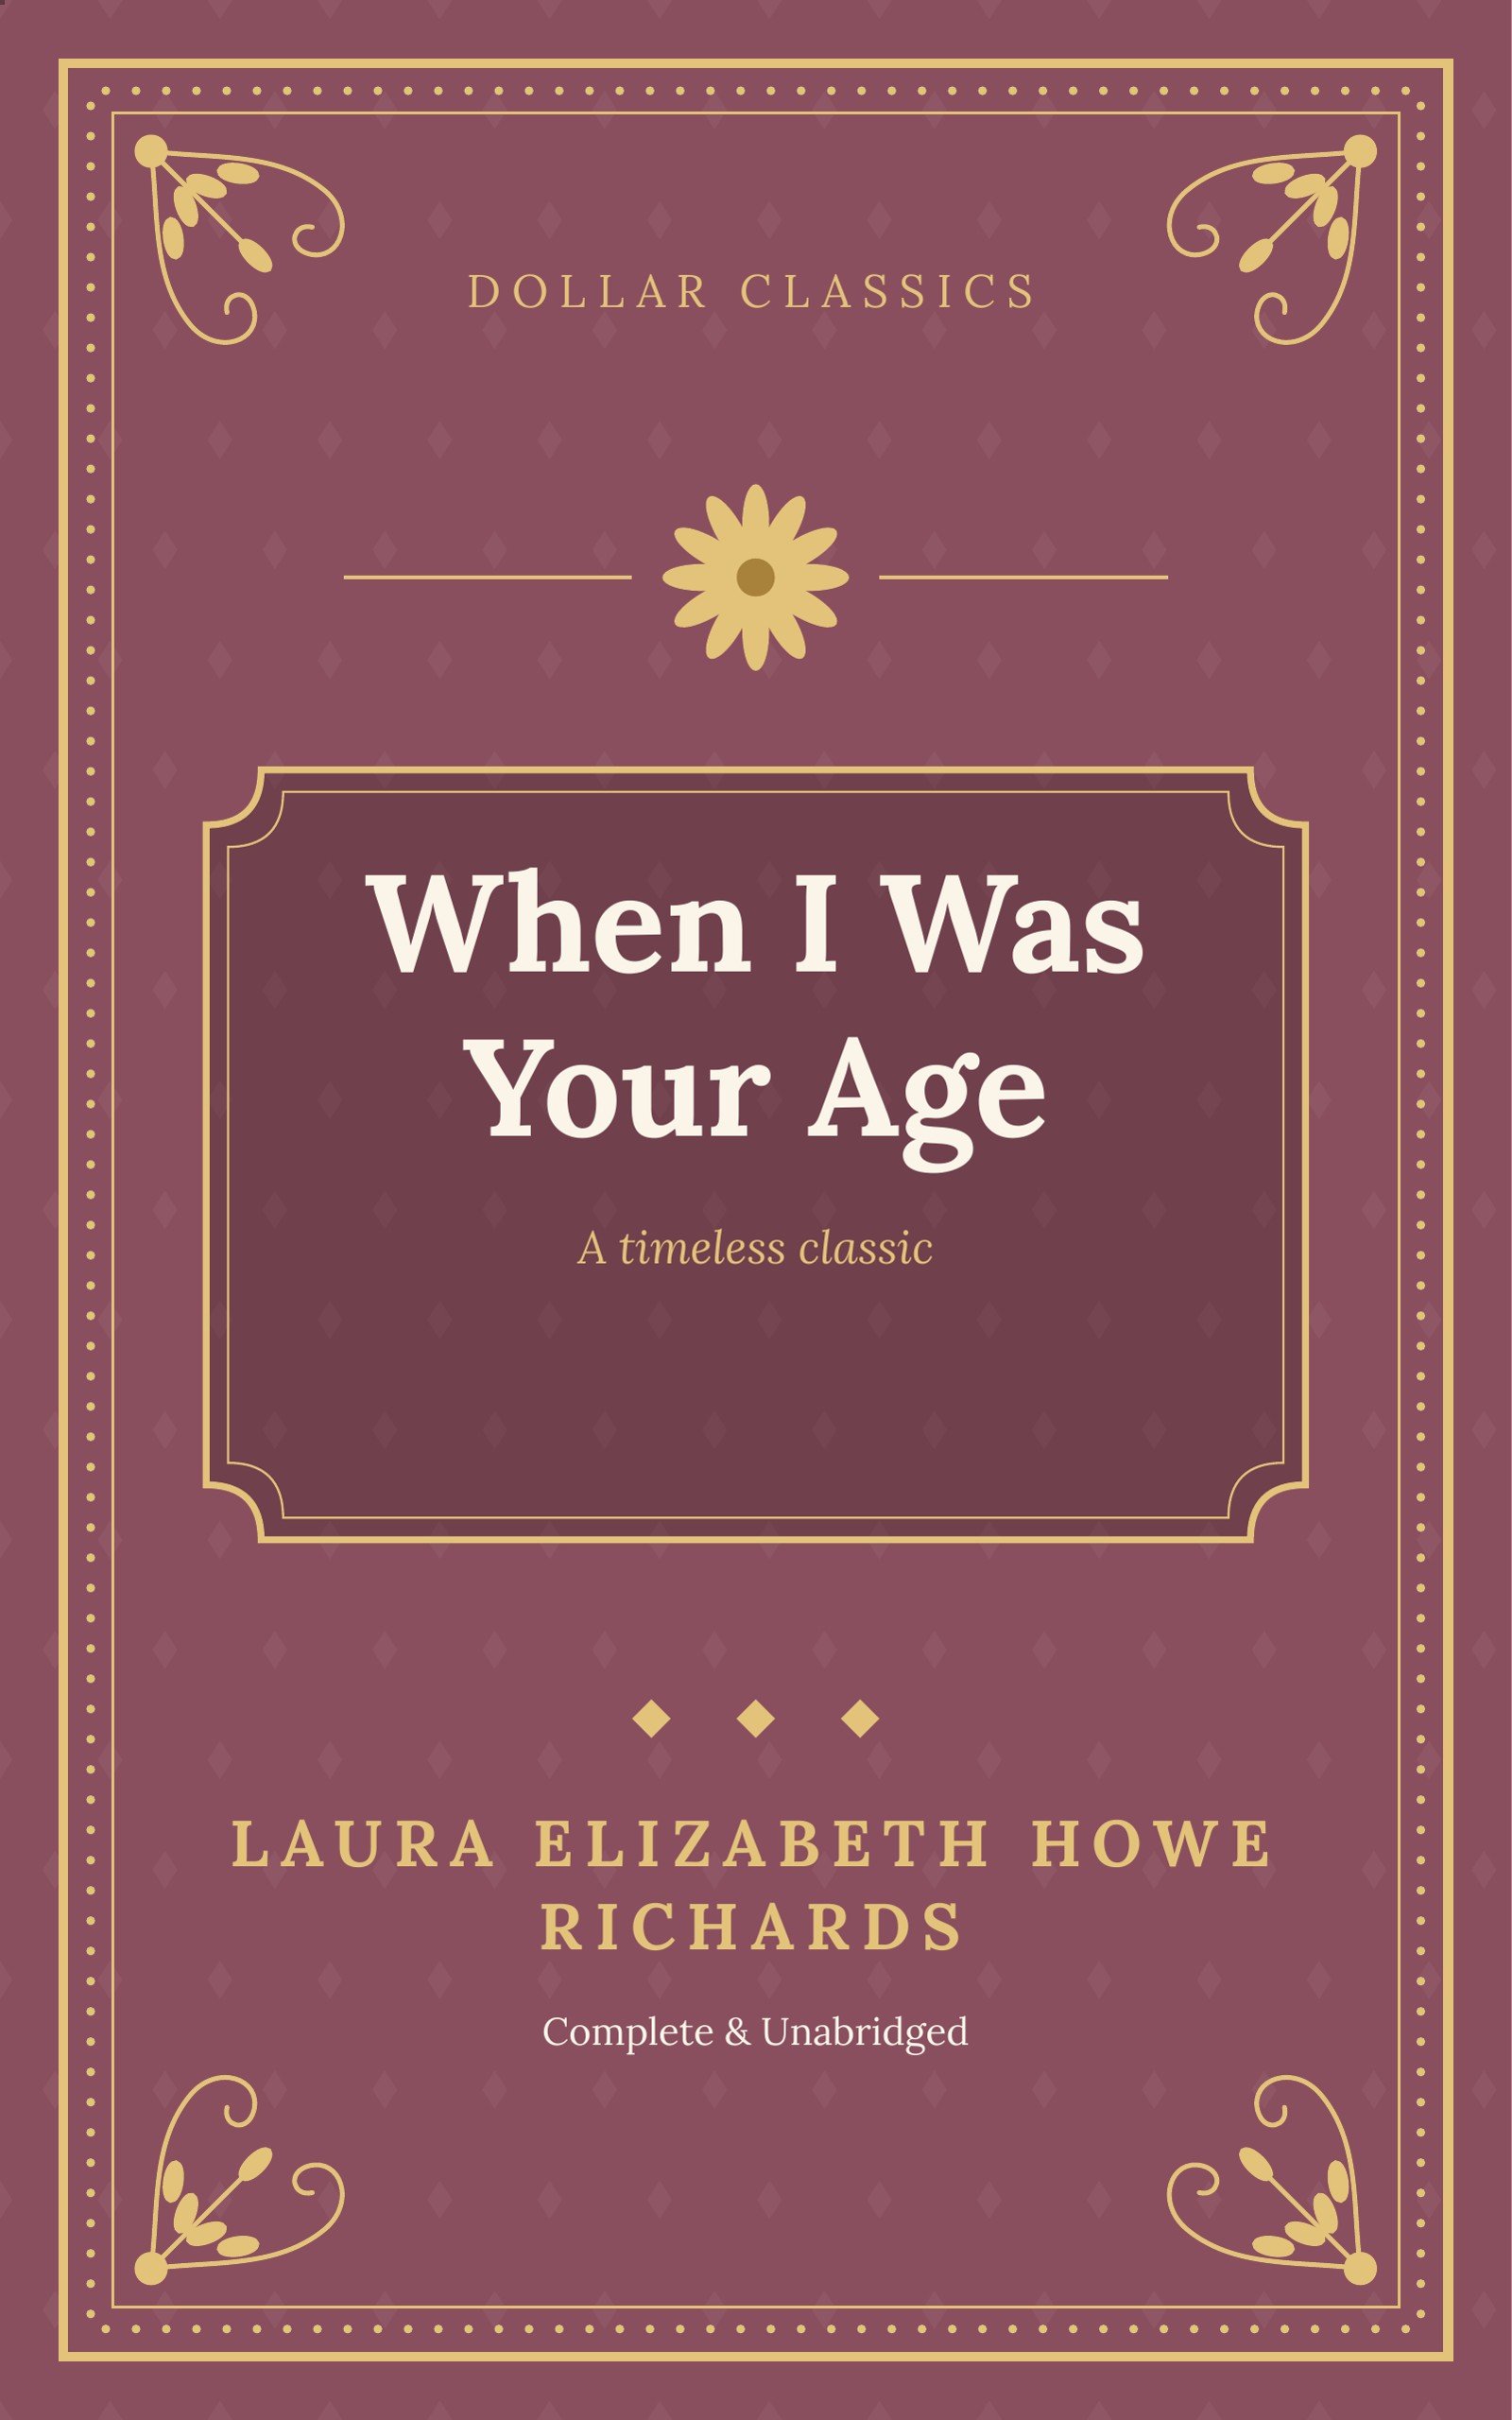 DOLLAR CLASSICS
When I Was
Your Age
A timeless classic
LAURA ELIZABETH HOWE
RICHARDS
Complete & Unabridged